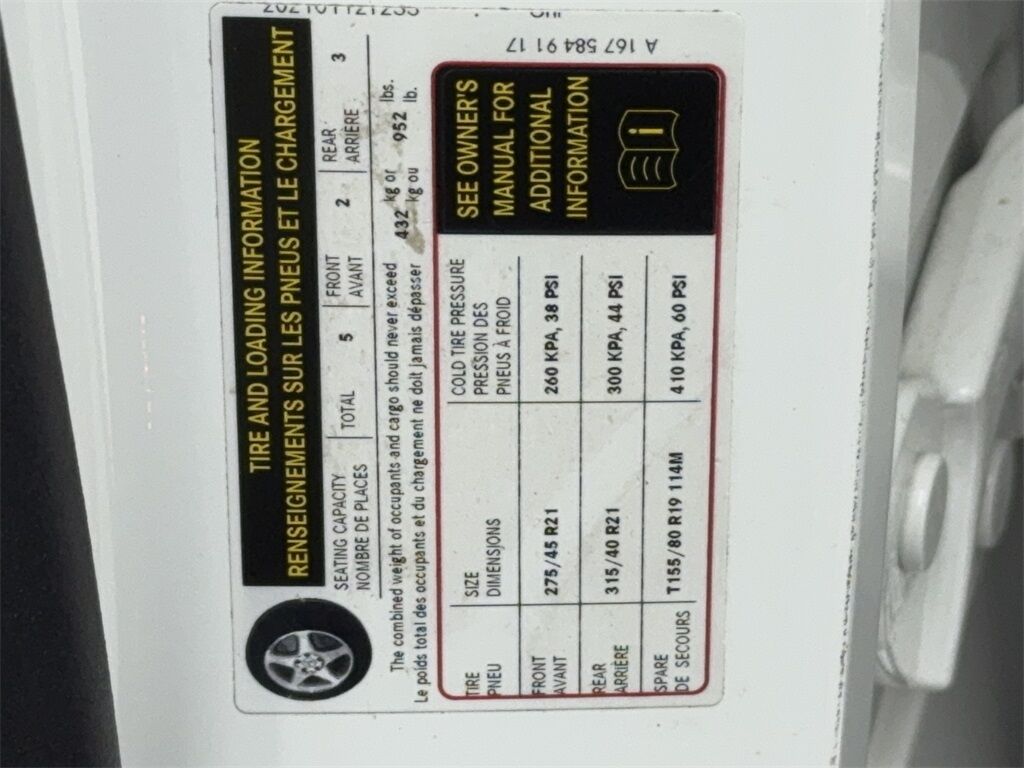 TIRE AND LOADING INFORMATION
RENSEIGNEMENTS SUR LES PNEUS ET LE CHARGEMENT
SEATING CAPACITY | TOTAL 5 | FRONT 2 | REAR 3
NOMBRE DE PLACES | AVANT | ARRIÈRE
The combined weight of occupants and cargo should never exceed 432 kg or 952 lbs.
Le poids total des occupants et du chargement ne doit jamais dépasser kg ou lb.
TIRE SIZE COLD TIRE PRESSURE
PNEU DIMENSIONS PRESSION DES
PNEUS À FROID
FRONT 275/45 R21 260 KPA, 38 PSI
AVANT
REAR 315/40 R21 300 KPA, 44 PSI
ARRIÈRE
SPARE T155/80 R19 114M 410 KPA, 60 PSI
DE SECOURS
SEE OWNER'S
MANUAL FOR
ADDITIONAL
INFORMATION
i
A 167 584 91 17